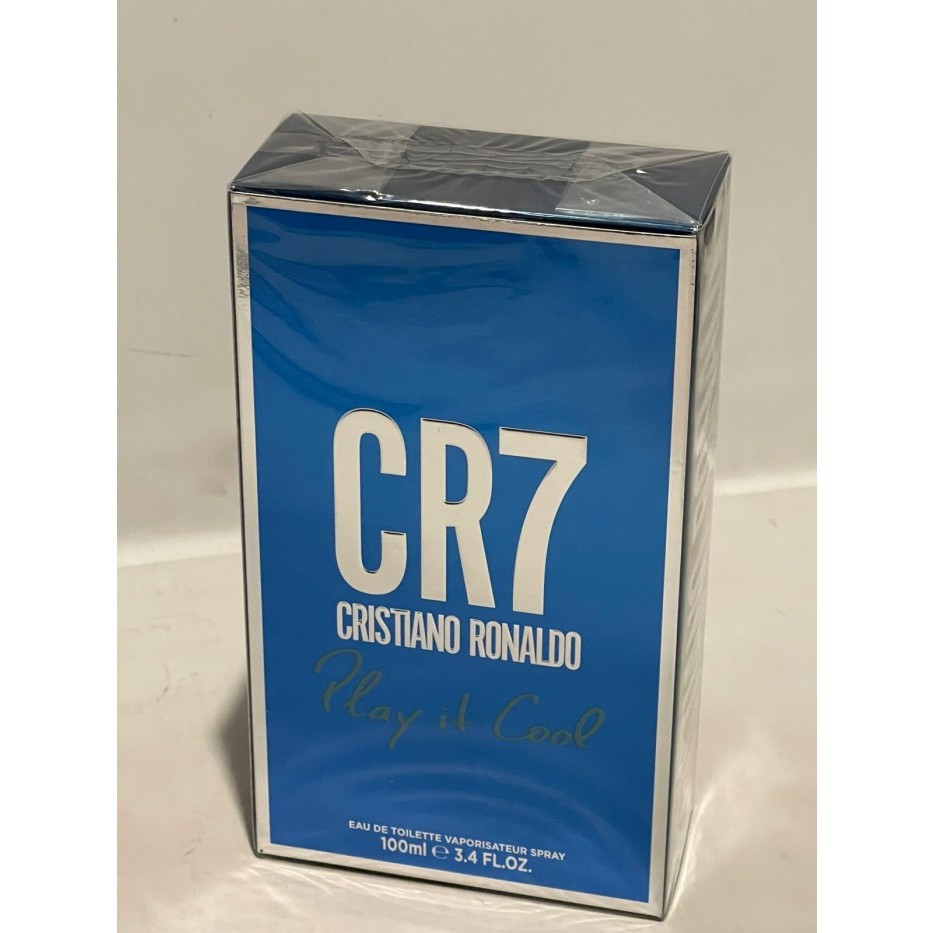 CR7
CRISTIANO RONALDO
Play it Cool
EAU DE TOILETTE VAPORISATEUR SPRAY
100ml ℮ 3.4 FL.OZ.